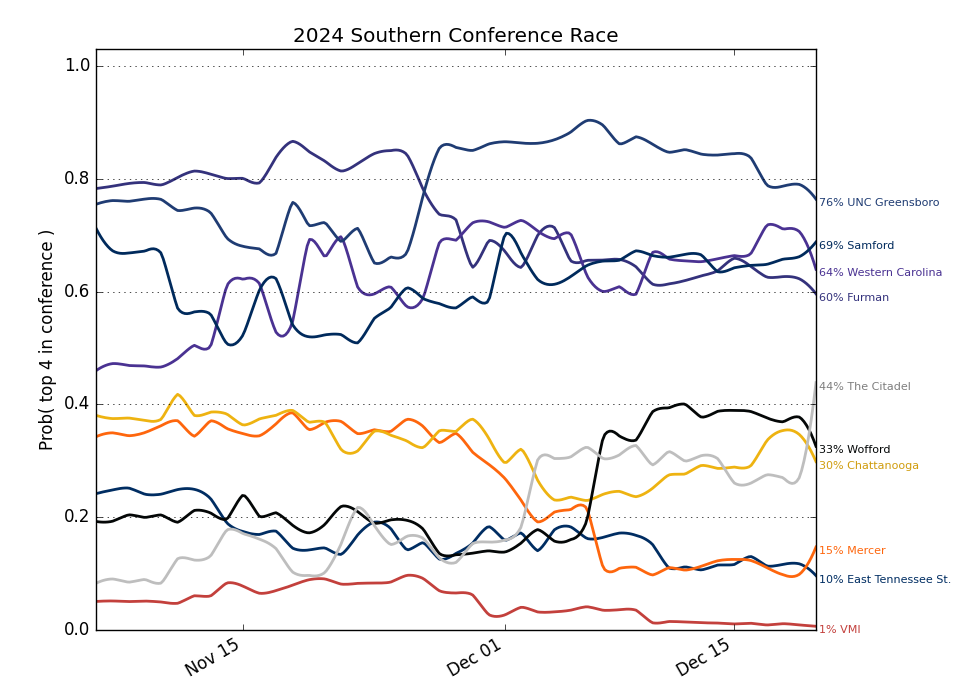 2024 Southern Conference Race
Prob( top 4 in conference )
1.0
0.8
0.6
0.4
0.2
0.0
Nov 15
Dec 01
Dec 15
76% UNC Greensboro
69% Samford
64% Western Carolina
60% Furman
44% The Citadel
33% Wofford
30% Chattanooga
15% Mercer
10% East Tennessee St.
1% VMI